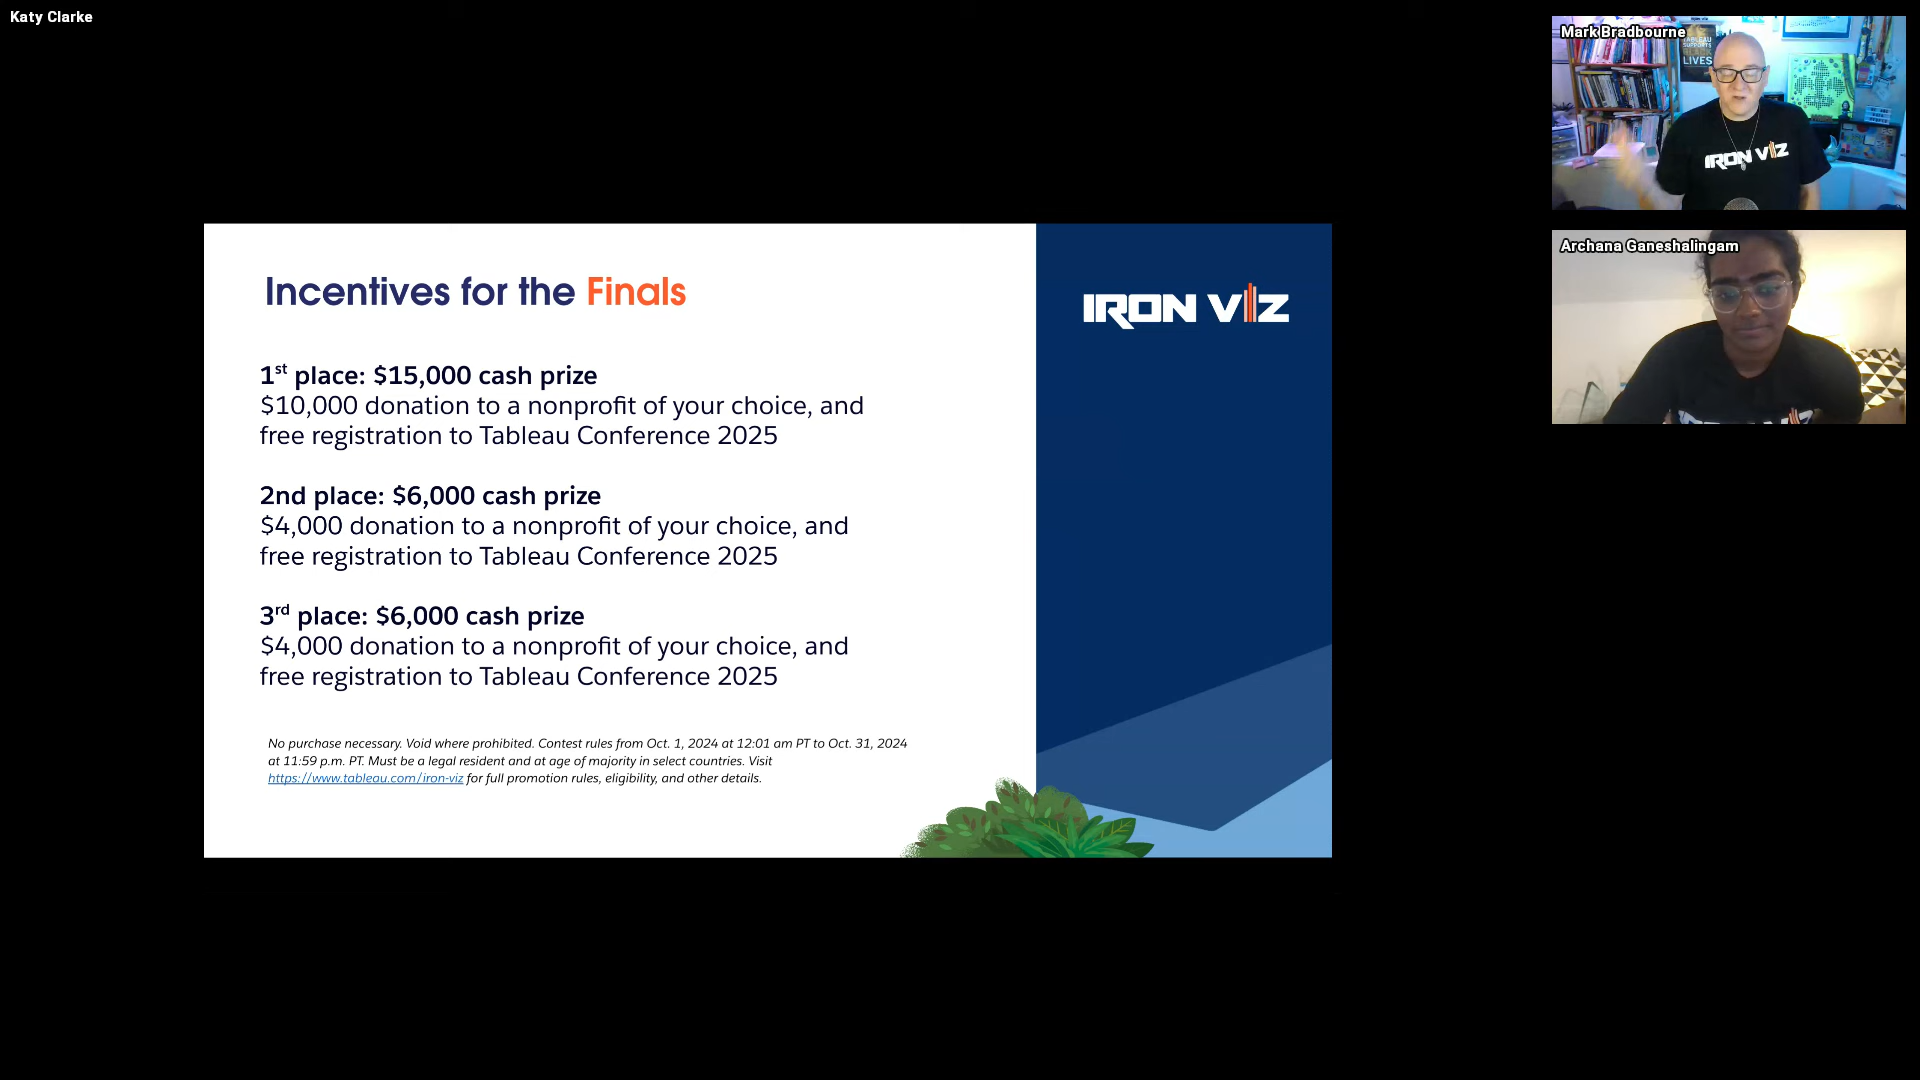 Katy Clarke
Mark Bradbourne
IRON VIZ
Archana Ganeshalingam
Incentives for the Finals
IRON VIZ
1st place: $15,000 cash prize
$10,000 donation to a nonprofit of your choice, and
free registration to Tableau Conference 2025
2nd place: $6,000 cash prize
$4,000 donation to a nonprofit of your choice, and
free registration to Tableau Conference 2025
3rd place: $6,000 cash prize
$4,000 donation to a nonprofit of your choice, and
free registration to Tableau Conference 2025
No purchase necessary. Void where prohibited. Contest rules from Oct. 1, 2024 at 12:01 am PT to Oct. 31, 2024
at 11:59 p.m. PT. Must be a legal resident and at age of majority in select countries. Visit
https://www.tableau.com/iron-viz for full promotion rules, eligibility, and other details.